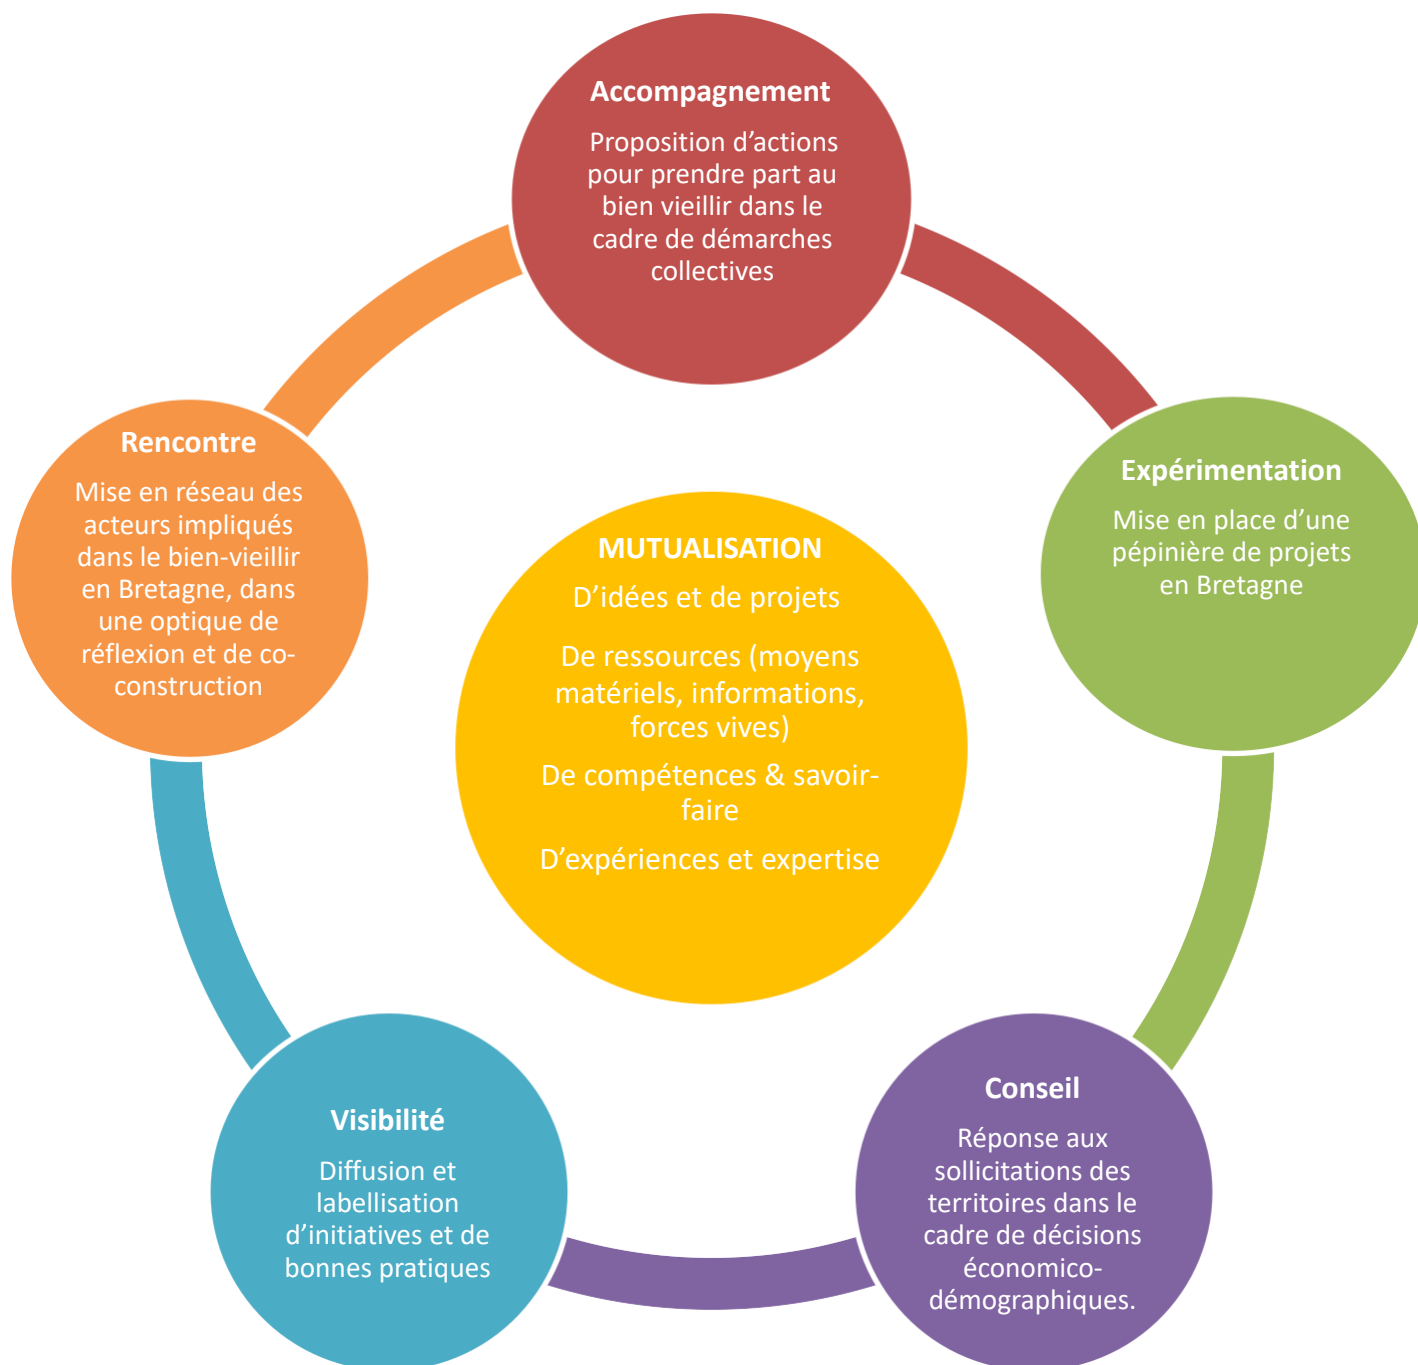 Accompagnement
Proposition d’actions
pour prendre part au
bien vieillir dans le
cadre de démarches
collectives
Expérimentation
Mise en place d’une
pépinière de projets
en Bretagne
Conseil
Réponse aux
sollicitations des
territoires dans le
cadre de décisions
économico-
démographiques.
Visibilité
Diffusion et
labellisation
d’initiatives et de
bonnes pratiques
Rencontre
Mise en réseau des
acteurs impliqués
dans le bien-vieillir
en Bretagne, dans
une optique de
réflexion et de co-
construction
MUTUALISATION
D’idées et de projets
De ressources (moyens
matériels, informations,
forces vives)
De compétences & savoir-
faire
D’expériences et expertise